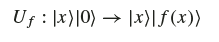 U_f : |x⟩|0⟩ → |x⟩|f(x)⟩